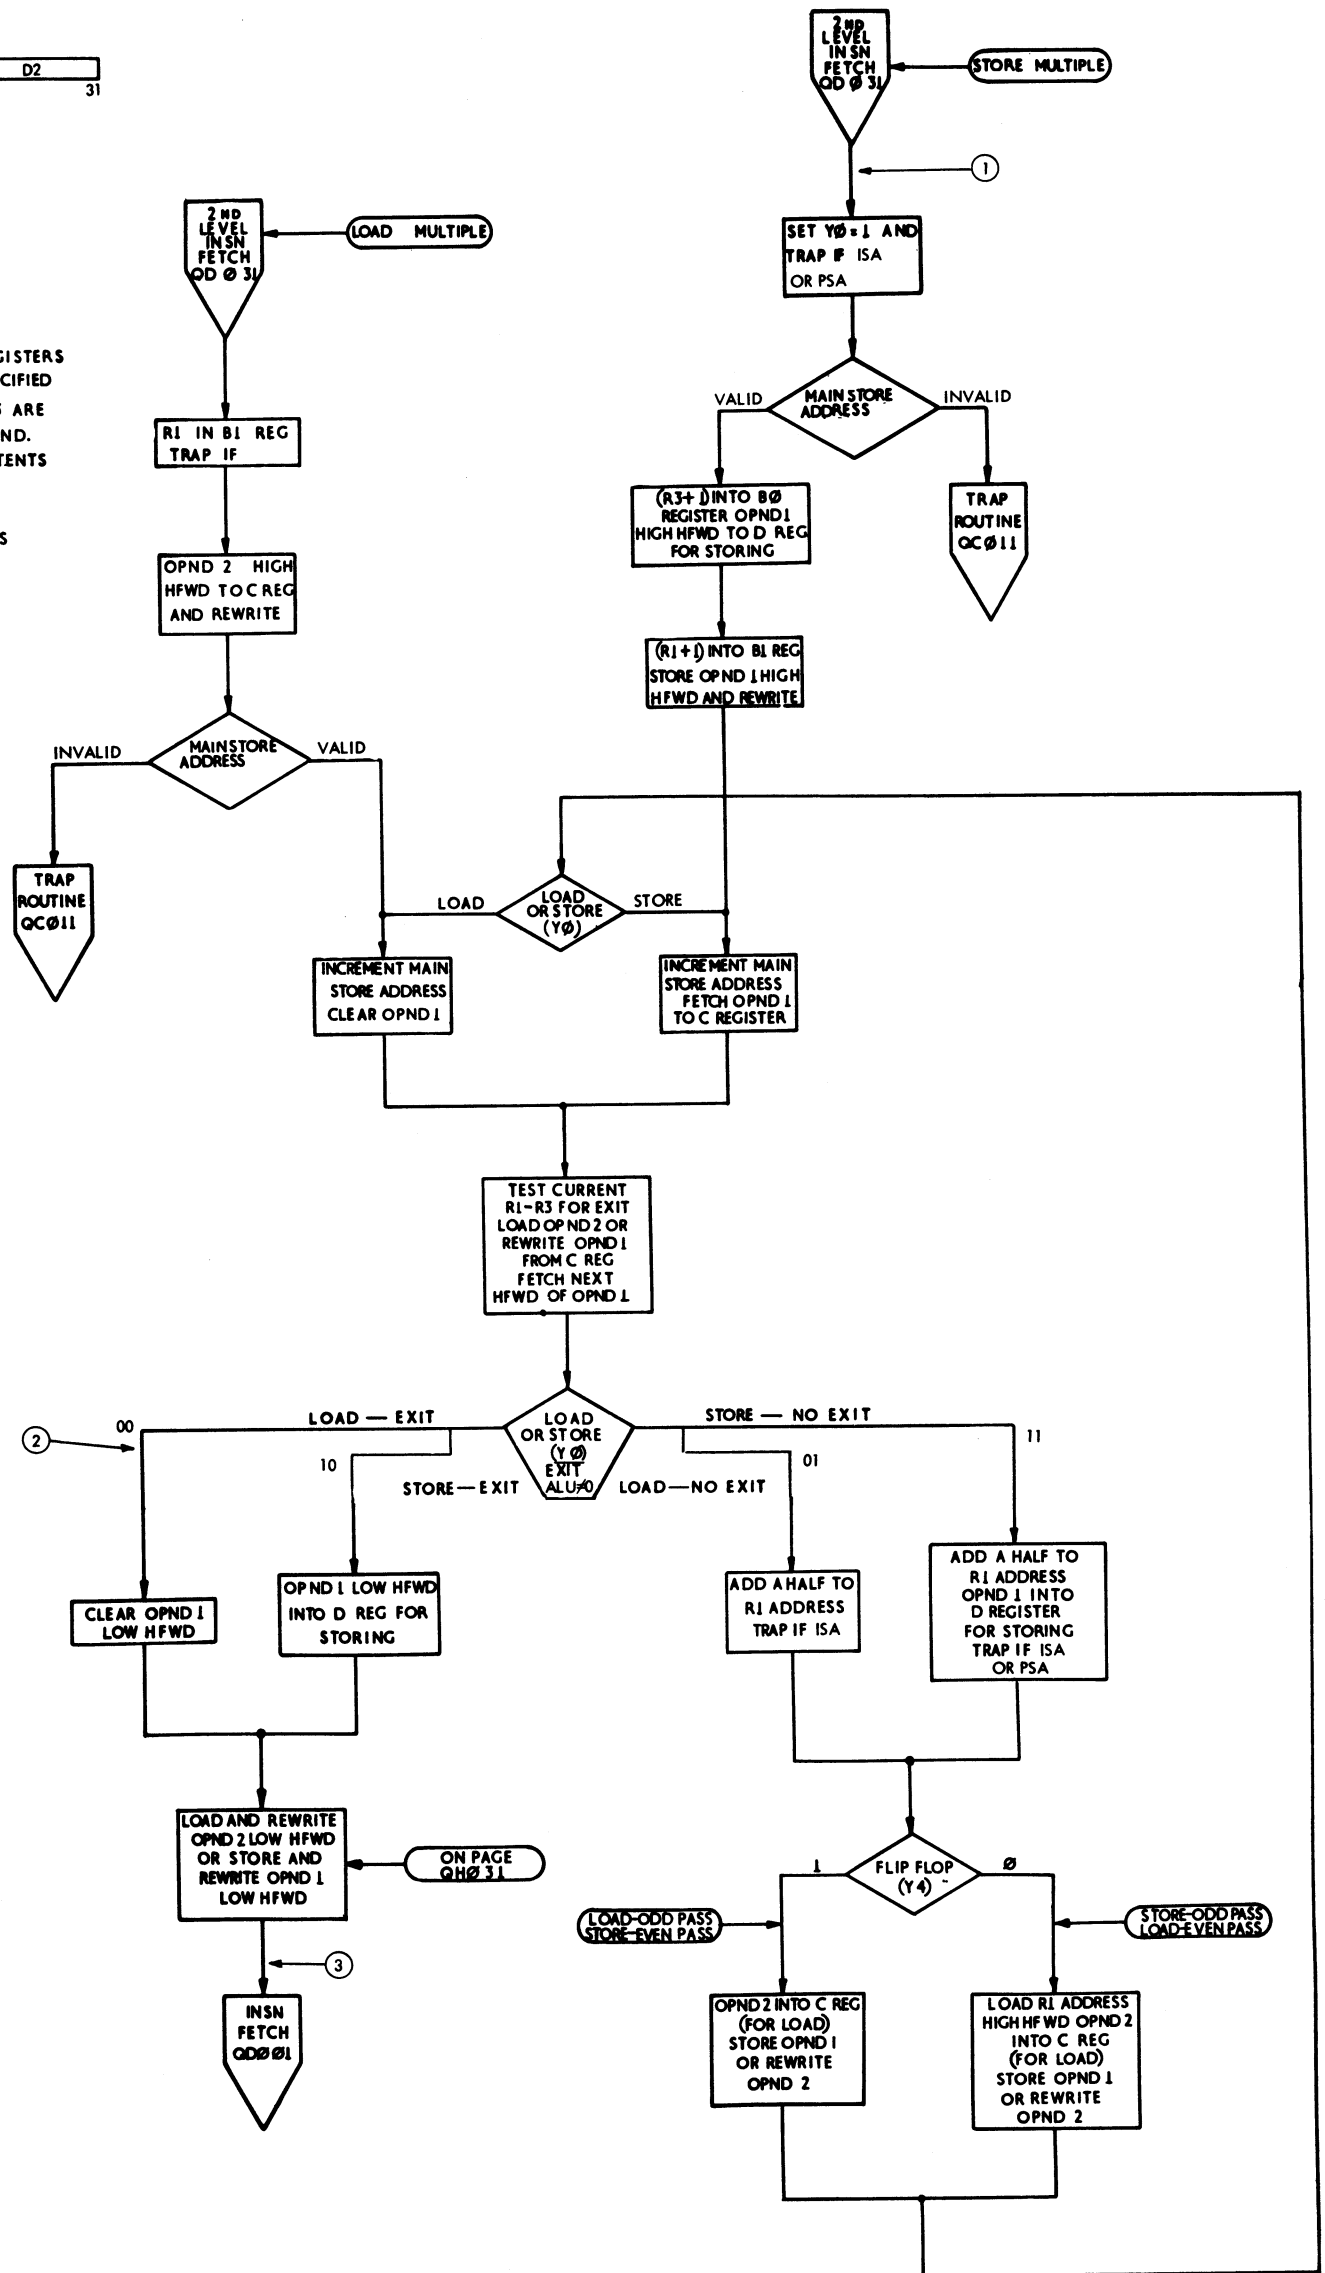 D2
31
2ND
LEVEL
INSN
FETCH
QD Ø 31
STORE MULTIPLE
1
2ND
LEVEL
INSN
FETCH
QD Ø 31
LOAD MULTIPLE
SET YØ=1 AND
TRAP IF ISA
OR PSA
GISTERS
CIFIED
S ARE
ND.
TENTS
S
R1 IN B1 REG
TRAP IF
VALID
MAIN STORE
ADDRESS
INVALID
(R3+1) INTO BØ
REGISTER OPND1
HIGH HFWD TO D REG
FOR STORING
TRAP
ROUTINE
QCØ11
OPND 2 HIGH
HFWD TO C REG
AND REWRITE
(R1+1) INTO B1 REG
STORE OPND 1 HIGH
HFWD AND REWRITE
INVALID
MAIN STORE
ADDRESS
VALID
TRAP
ROUTINE
QCØ11
LOAD
LOAD
OR STORE
(YØ)
STORE
INCREMENT MAIN
STORE ADDRESS
CLEAR OPND 1
INCREMENT MAIN
STORE ADDRESS
FETCH OPND 1
TO C REGISTER
TEST CURRENT
R1-R3 FOR EXIT
LOAD OPND 2 OR
REWRITE OPND 1
FROM C REG
FETCH NEXT
HFWD OF OPND 1
2
00
LOAD — EXIT
10
STORE — EXIT
LOAD
OR STORE
(YØ)
EXIT
ALU≠0
STORE — NO EXIT
11
01
LOAD — NO EXIT
CLEAR OPND 1
LOW HFWD
OPND 1 LOW HFWD
INTO D REG FOR
STORING
ADD A HALF TO
R1 ADDRESS
TRAP IF ISA
ADD A HALF TO
R1 ADDRESS
OPND 1 INTO
D REGISTER
FOR STORING
TRAP IF ISA
OR PSA
LOAD AND REWRITE
OPND 2 LOW HFWD
OR STORE AND
REWRITE OPND 1
LOW HFWD
ON PAGE
QHØ31
1
FLIP FLOP
(Y4)
Ø
LOAD-ODD PASS
STORE-EVEN PASS
STORE-ODD PASS
LOAD-EVEN PASS
3
INSN
FETCH
QDØØ1
OPND 2 INTO C REG
(FOR LOAD)
STORE OPND 1
OR REWRITE
OPND 2
LOAD R1 ADDRESS
HIGH HFWD OPND 2
INTO C REG
(FOR LOAD)
STORE OPND 1
OR REWRITE
OPND 2